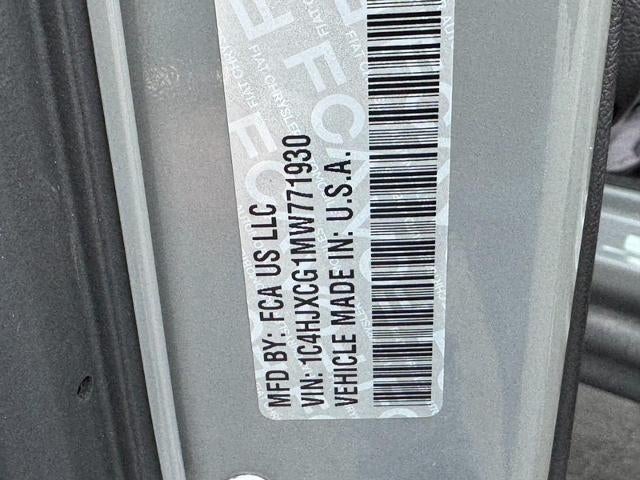 MFD BY: FCA US LLC
VIN: 1C4HJXCG1MW771930
VEHICLE MADE IN: U.S.A.